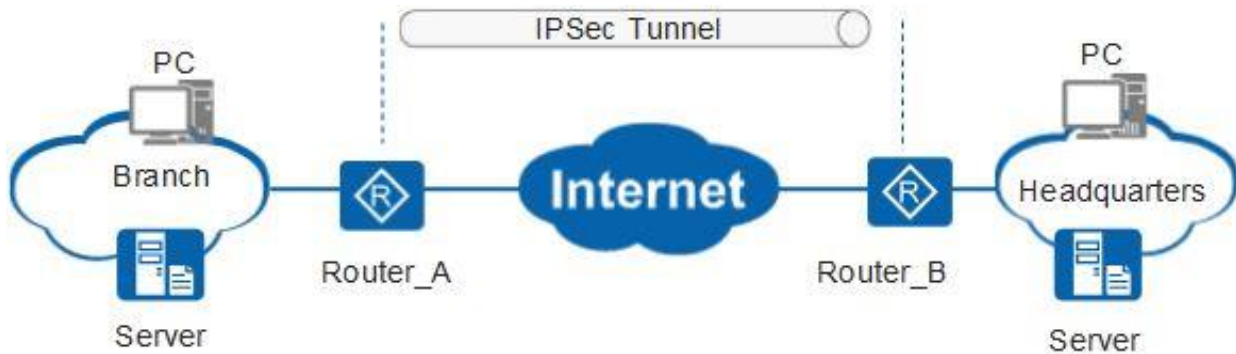 IPSec Tunnel
PC
PC
Branch
R
Internet
R
Headquarters
Router_A
Router_B
Server
Server